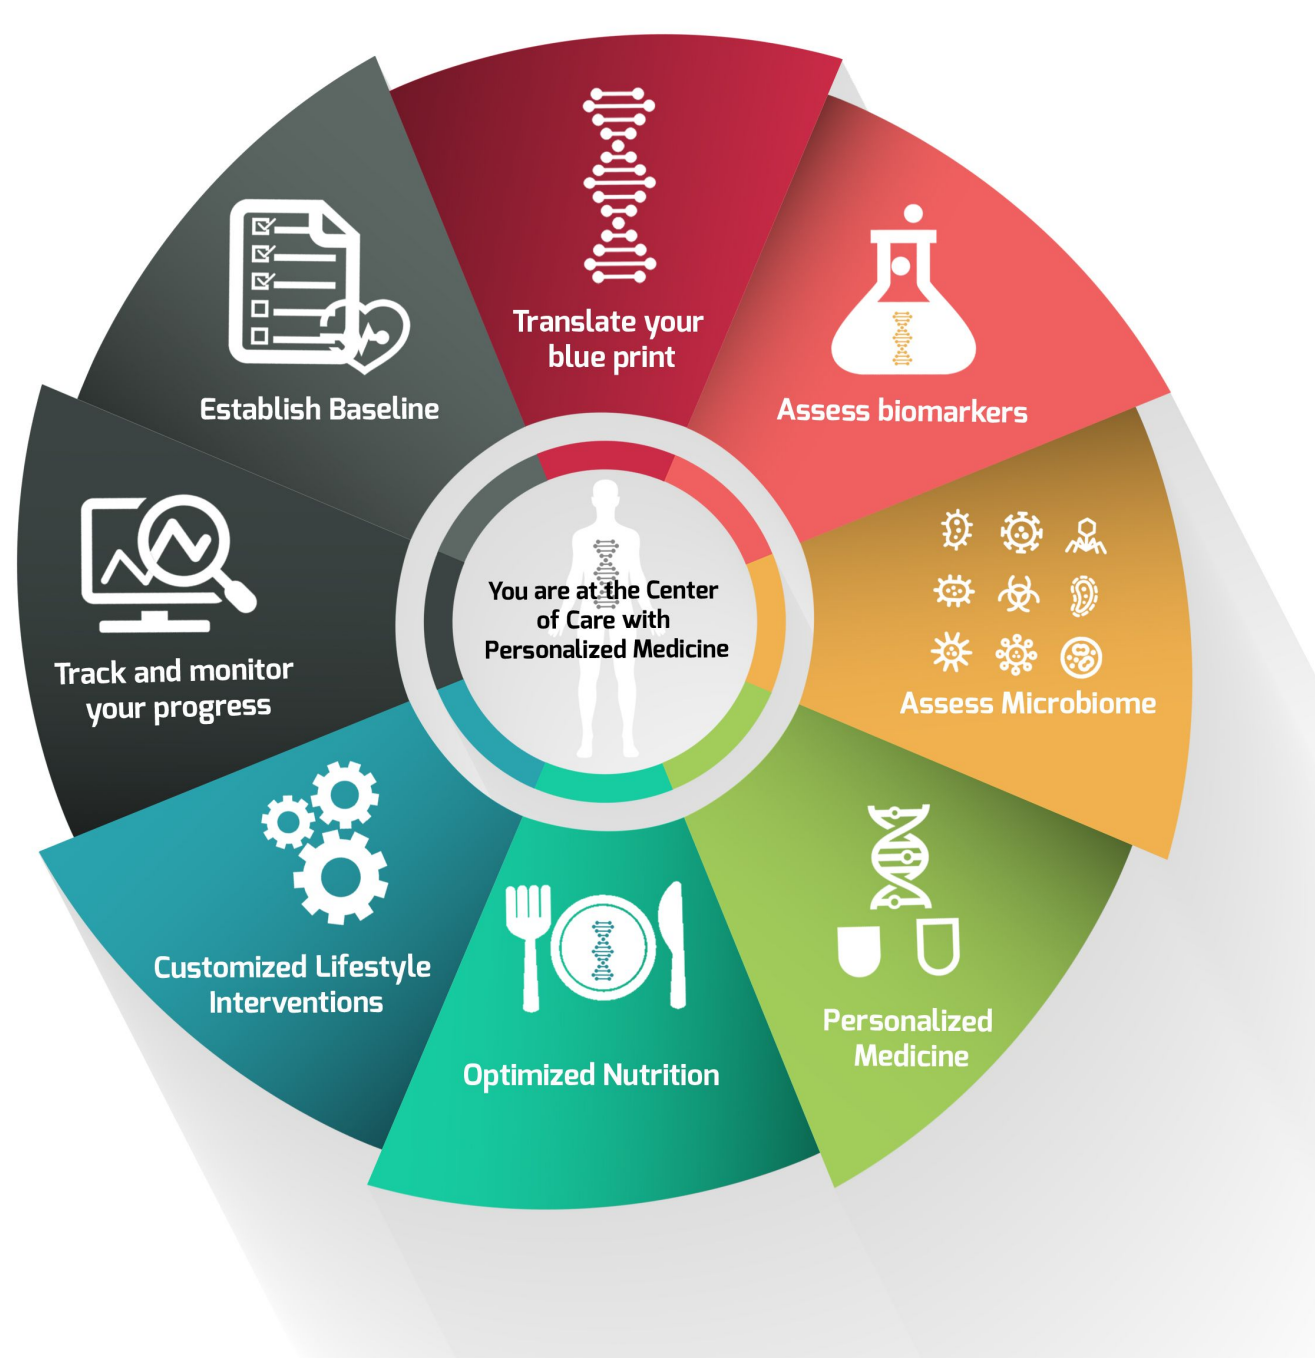 Translate your
blue print
Assess biomarkers
Assess Microbiome
Personalized
Medicine
Optimized Nutrition
Customized Lifestyle
Interventions
Track and monitor
your progress
Establish Baseline
You are at the Center
of Care with
Personalized Medicine